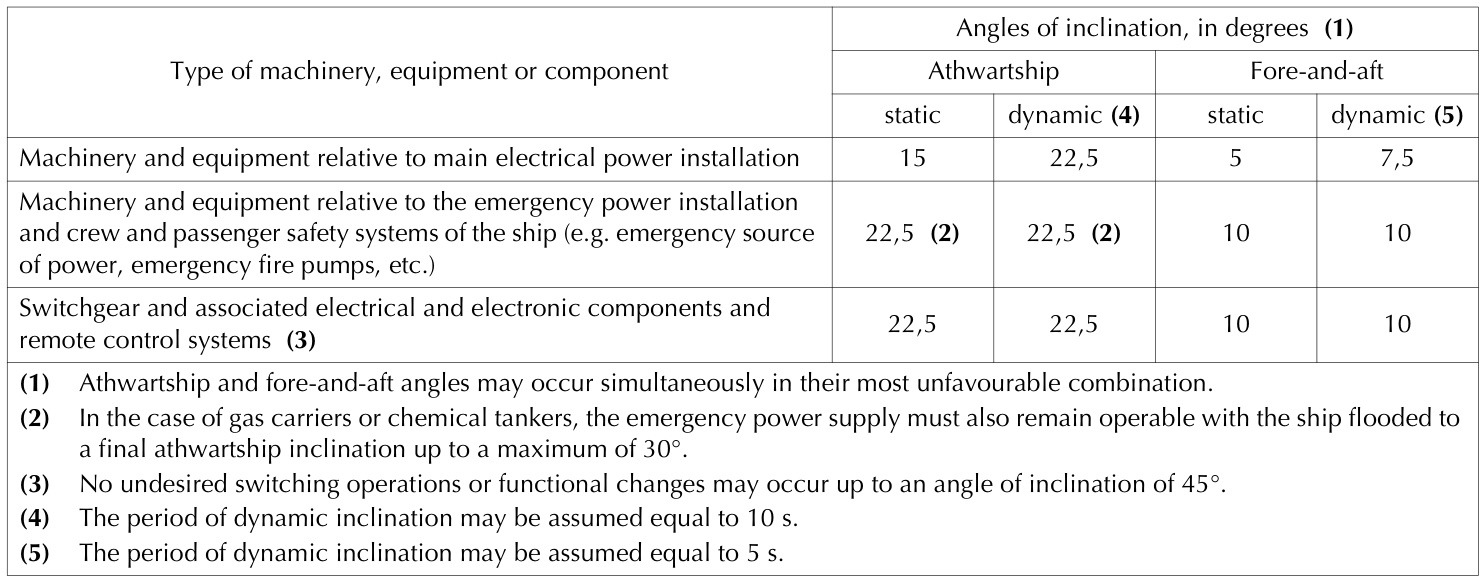 Type of machinery, equipment or component
Angles of inclination, in degrees (1)
Athwartship Fore-and-aft
static dynamic (4) static dynamic (5)
Machinery and equipment relative to main electrical power installation 15 22,5 5 7,5
Machinery and equipment relative to the emergency power installation
and crew and passenger safety systems of the ship (e.g. emergency source
of power, emergency fire pumps, etc.)
22,5 (2) 22,5 (2) 10 10
Switchgear and associated electrical and electronic components and
remote control systems (3)
22,5 22,5 10 10
(1) Athwartship and fore-and-aft angles may occur simultaneously in their most unfavourable combination.
(2) In the case of gas carriers or chemical tankers, the emergency power supply must also remain operable with the ship flooded to
a final athwartship inclination up to a maximum of 30°.
(3) No undesired switching operations or functional changes may occur up to an angle of inclination of 45°.
(4) The period of dynamic inclination may be assumed equal to 10 s.
(5) The period of dynamic inclination may be assumed equal to 5 s.